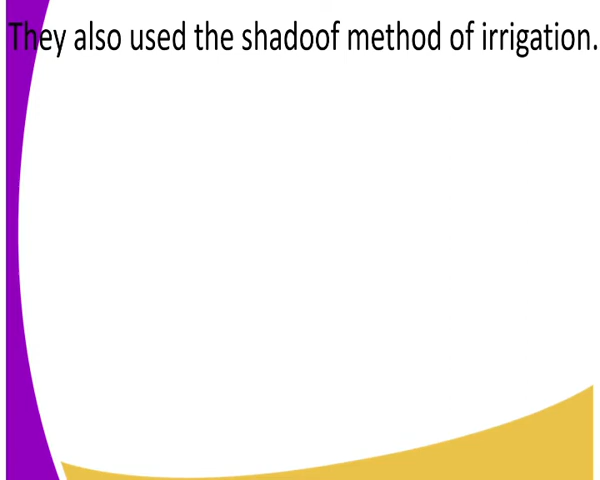 They also used the shadoof method of irrigation.